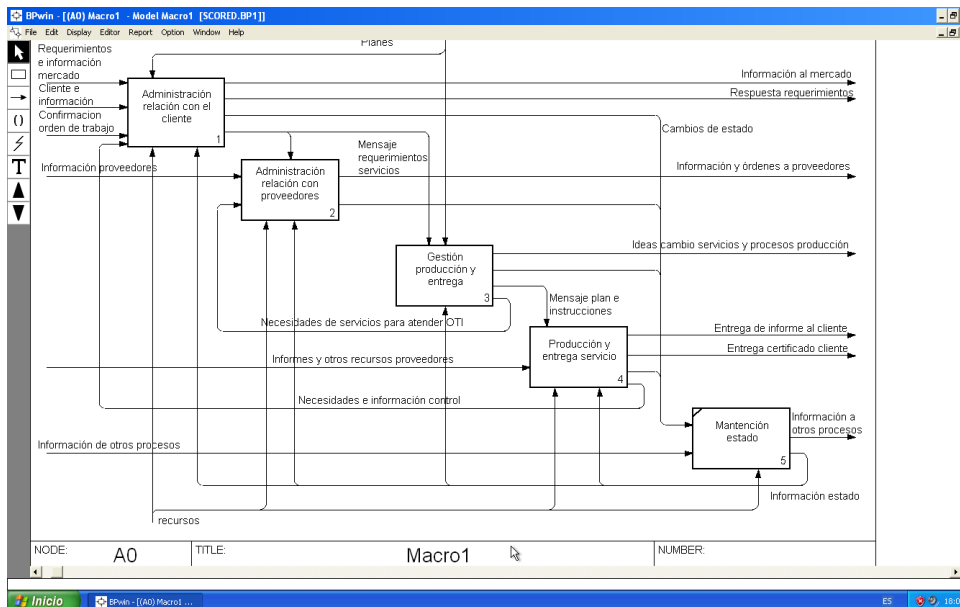 BPwin - [(A0) Macro1 - Model Macro1 [SCORED.BP1]]
File Edit Display Editor Report Option Window Help
Planes
Requerimientos
e información
mercado
Cliente e
información
Confirmacion
orden de trabajo
Administración
relación con el
cliente
1
Información al mercado
Respuesta requerimientos
Cambios de estado
Mensaje
requerimientos
servicios
Información proveedores
Administración
relación con
proveedores
2
Información y órdenes a proveedores
Gestión
producción y
entrega
3
Ideas cambio servicios y procesos producción
Mensaje plan e
instrucciones
Necesidades de servicios para atender OTI
Producción y
entrega servicio
4
Entrega de informe al cliente
Entrega certificado cliente
Informes y otros recursos proveedores
Necesidades e información control
Mantención
estado
5
Información a
otros procesos
Información de otros procesos
Información estado
recursos
NODE: A0 TITLE: Macro1 NUMBER:
Inicio BPwin - [(A0) Macro1 ... ES 18:0